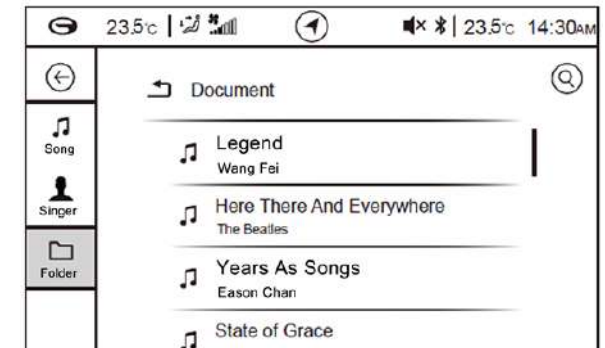 23.5°c 23.5°c 14:30AM
Document
Song
Legend
Wang Fei
Singer
Here There And Everywhere
The Beatles
Folder
Years As Songs
Eason Chan
State of Grace